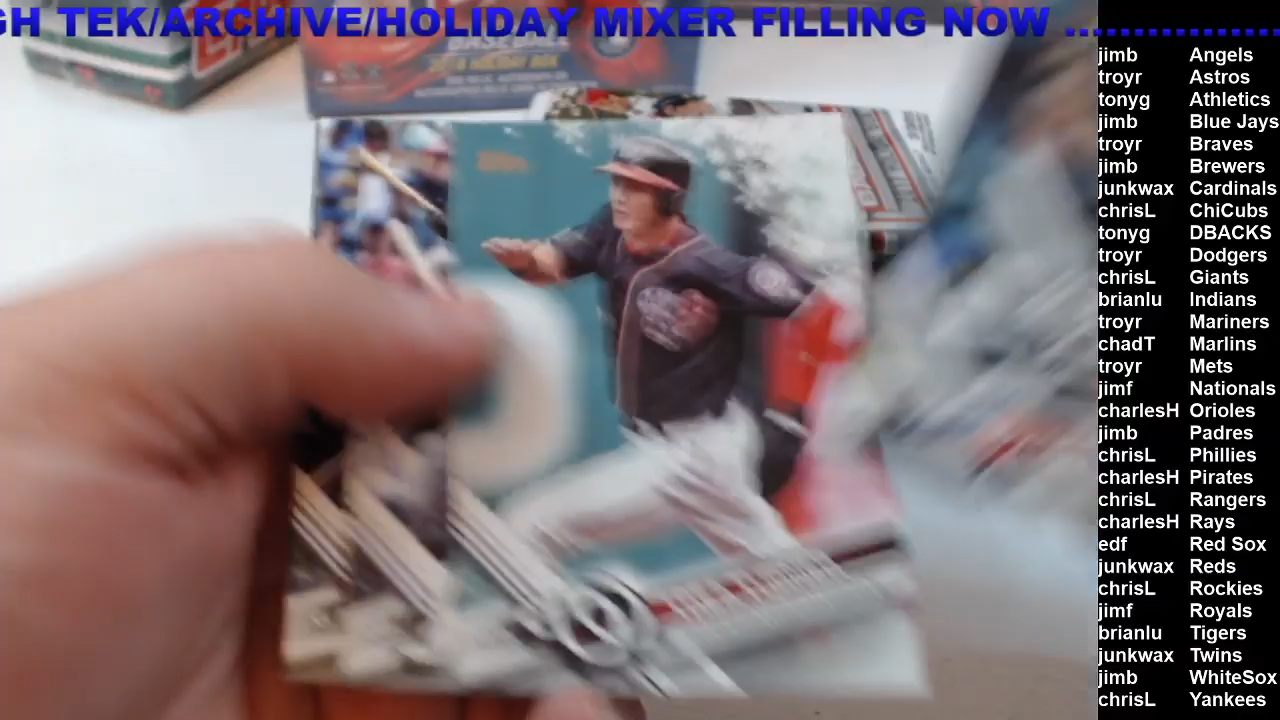 GH TEK/ARCHIVE/HOLIDAY MIXER FILLING NOW ................
BASEBALL
jimb Angels
troyr Astros
tonyg Athletics
jimb Blue Jays
troyr Braves
jimb Brewers
junkwax Cardinals
chrisL ChiCubs
tonyg DBACKS
troyr Dodgers
chrisL Giants
brianlu Indians
troyr Mariners
chadT Marlins
troyr Mets
jimf Nationals
charlesH Orioles
jimb Padres
chrisL Phillies
charlesH Pirates
chrisL Rangers
charlesH Rays
edf Red Sox
junkwax Reds
chrisL Rockies
jimf Royals
brianlu Tigers
junkwax Twins
jimb WhiteSox
chrisL Yankees